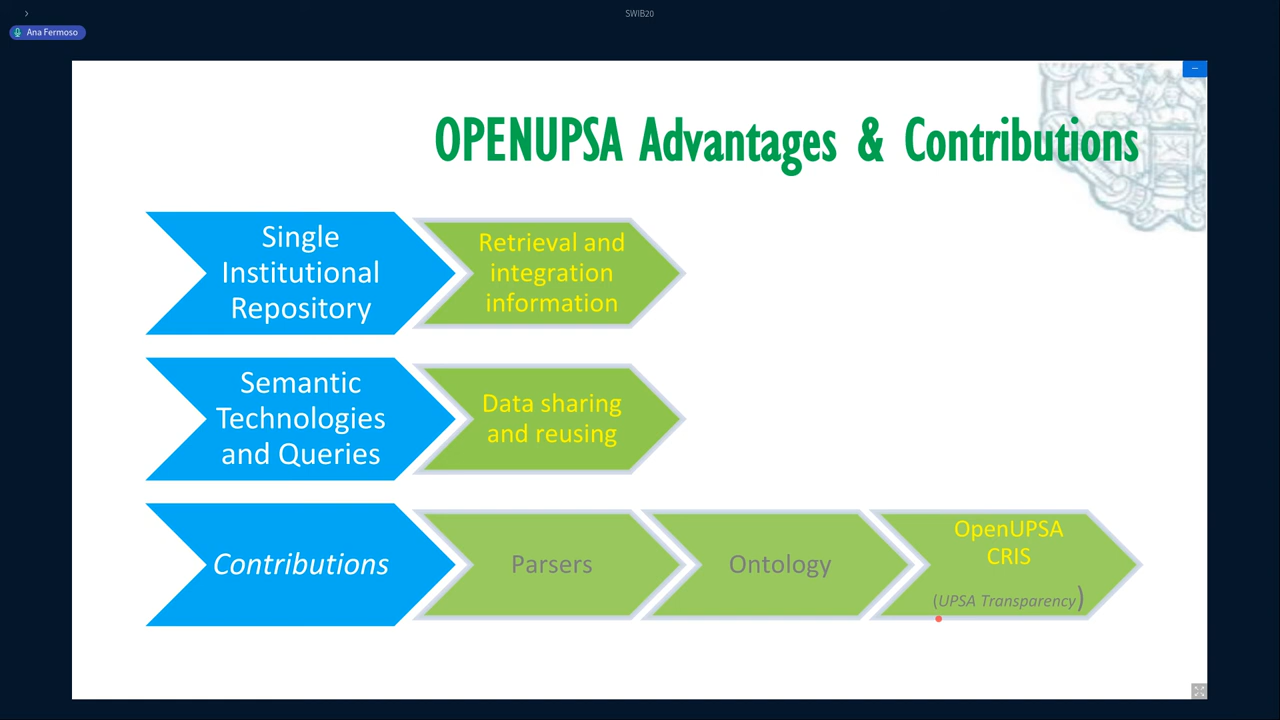 SWIB20
Ana Fermoso
OPENUPSA Advantages & Contributions
Single
Institutional
Repository
Retrieval and
integration
information
Semantic
Technologies
and Queries
Data sharing
and reusing
Contributions
Parsers
Ontology
OpenUPSA
CRIS
(UPSA Transparency)